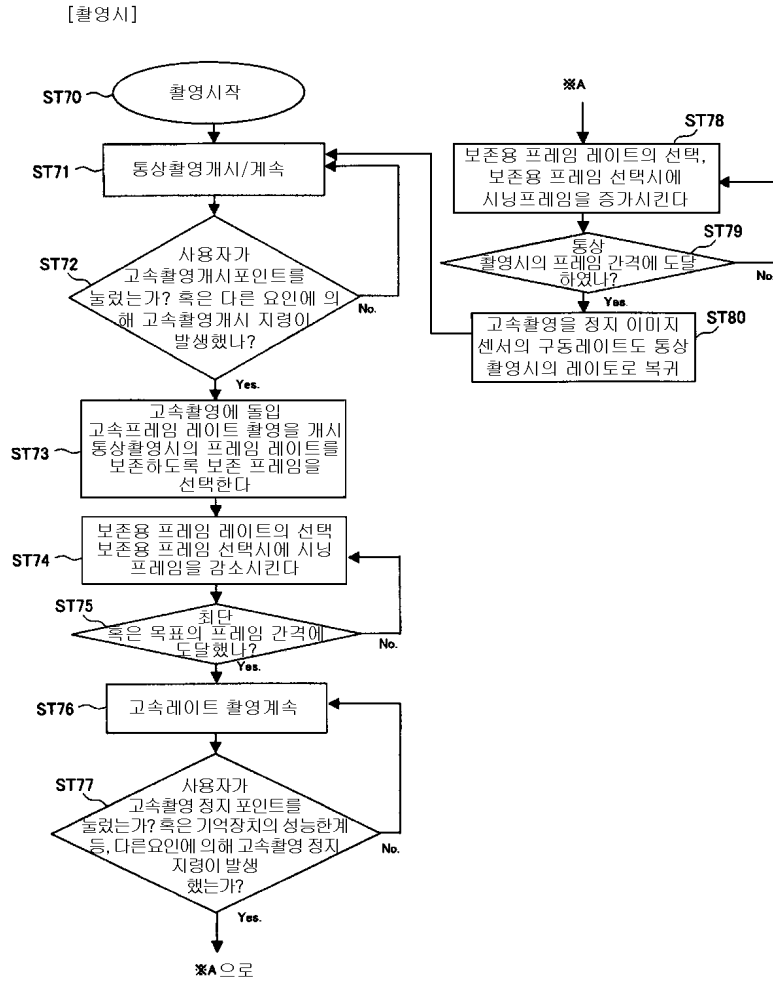 [촬영시]
ST70
촬영시작
ST71
통상촬영개시/계속
ST72
사용자가
고속촬영개시포인트를
눌렀는가? 혹은 다른 요인에 의
해 고속촬영개시 지령이
발생했나?
No.
Yes.
ST73
고속촬영에 돌입
고속프레임 레이트 촬영을 개시
통상촬영시의 프레임 레이트를
보존하도록 보존 프레임을
선택한다
ST74
보존용 프레임 레이트의 선택
보존용 프레임 선택시에 시닝
프레임을 감소시킨다
ST75
최단
혹은 목표의 프레임 간격에
도달했나?
No.
Yes.
ST76
고속레이트 촬영계속
ST77
사용자가
고속촬영 정지 포인트를
눌렀는가? 혹은 기억장치의 성능한계
등, 다른요인에 의해 고속촬영 정지
지령이 발생
했는가?
No.
Yes.
※A으로
※A
ST78
보존용 프레임 레이트의 선택,
보존용 프레임 선택시에
시닝프레임을 증가시킨다
ST79
통상
촬영시의 프레임 간격에 도달
하였나?
No.
Yes.
ST80
고속촬영을 정지 이미지
센서의 구동레이트도 통상
촬영시의 레이토로 복귀